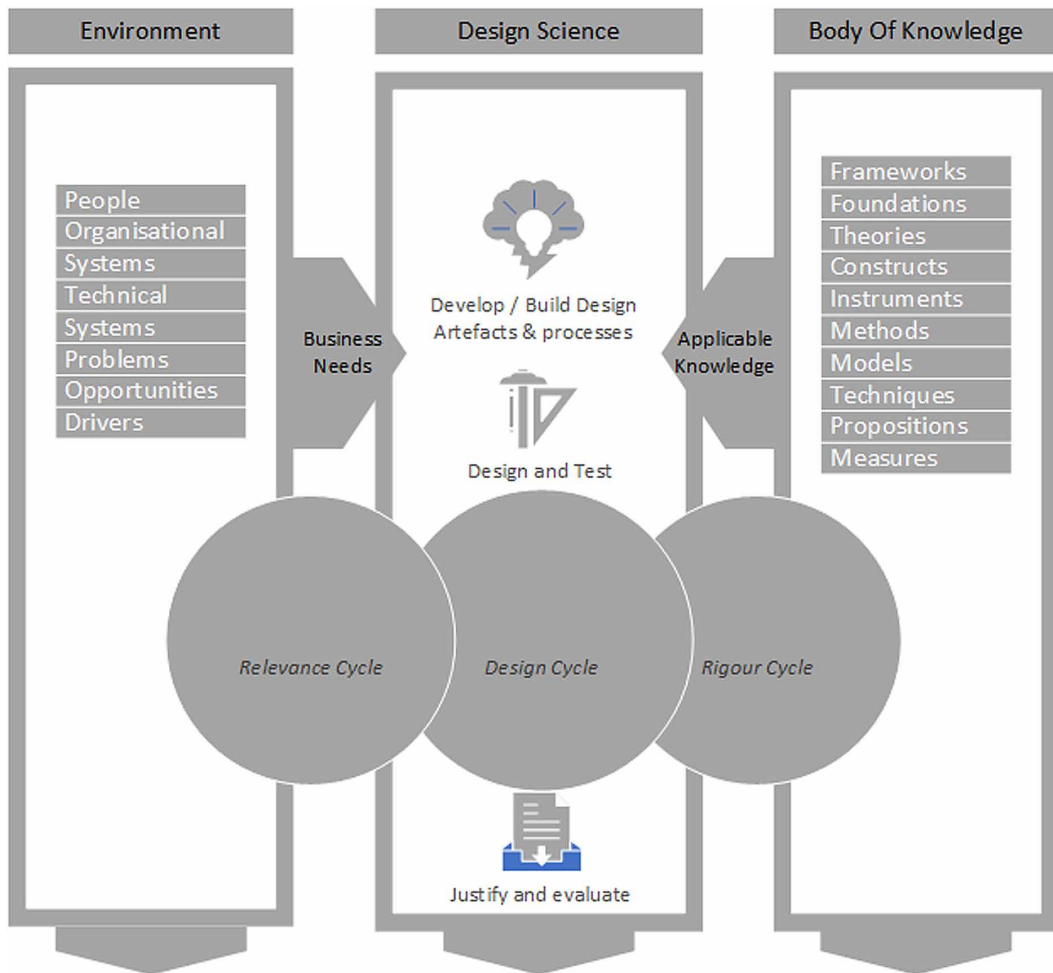 Environment
Design Science
Body Of Knowledge
People
Organisational
Systems
Technical
Systems
Problems
Opportunities
Drivers
Business
Needs
Develop / Build Design
Artefacts & processes
Design and Test
Applicable
Knowledge
Frameworks
Foundations
Theories
Constructs
Instruments
Methods
Models
Techniques
Propositions
Measures
Relevance Cycle
Design Cycle
Rigour Cycle
Justify and evaluate